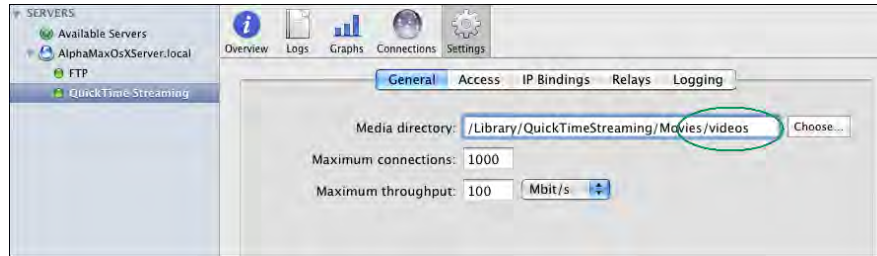 SERVERS
Available Servers
AlphaMaxOsXServer.local
FTP
QuickTime Streaming
Overview Logs Graphs Connections Settings
General Access IP Bindings Relays Logging
Media directory: /Library/QuickTimeStreaming/Movies/videos Choose...
Maximum connections: 1000
Maximum throughput: 100 Mbit/s